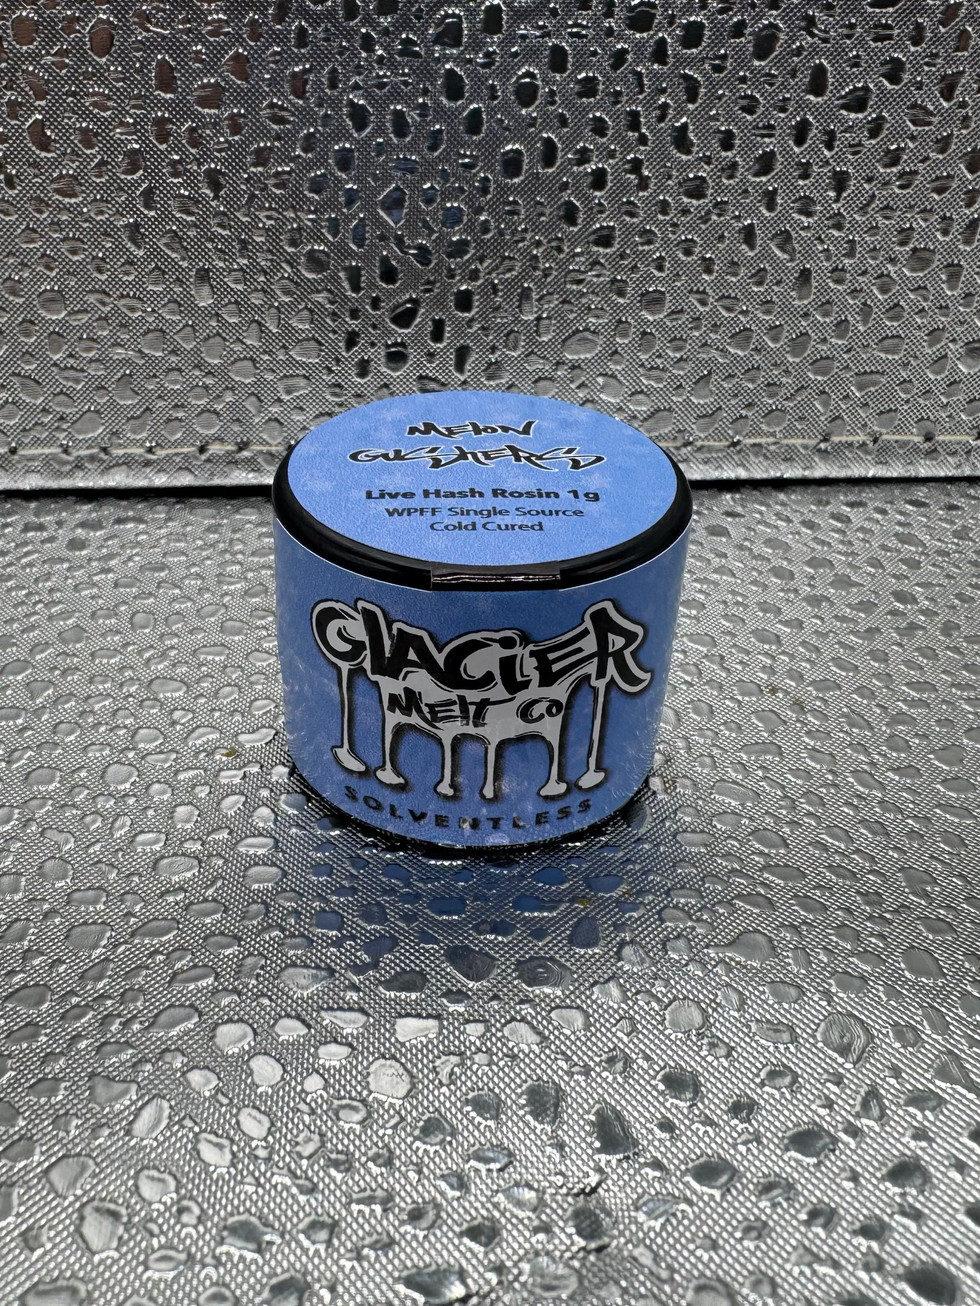 MELON
GUSHERS
Live Hash Rosin 1g
WPFF Single Source
Cold Cured
GLACiER
MELT CO
SOLVENTLESS